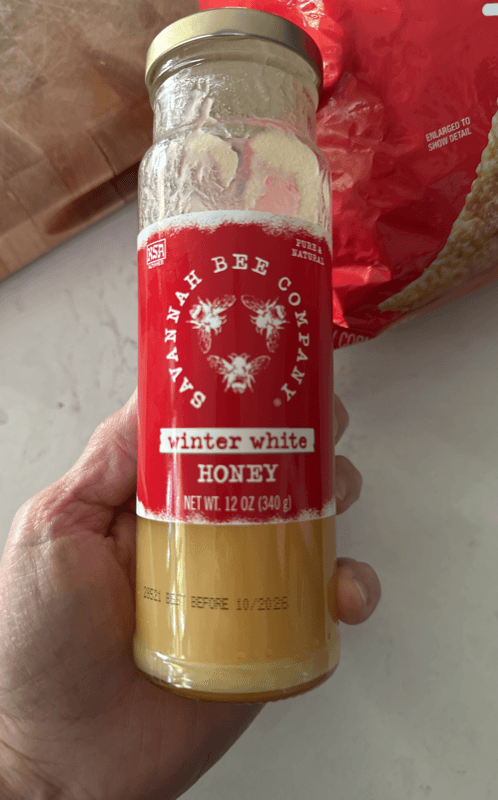 ENLARGED TO
SHOW DETAIL
PURE &
NATURAL
SAVANNAH BEE COMPANY
®
winter white
HONEY
NET WT. 12 OZ (340 g)
BEST BEFORE 10/2026